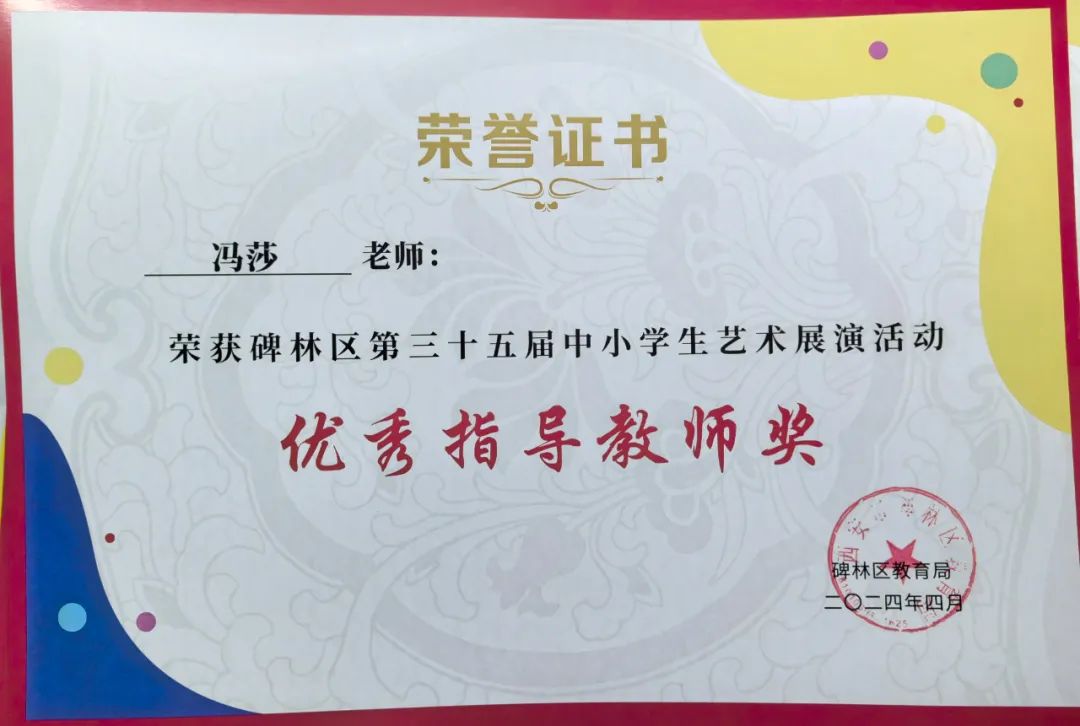 荣誉证书
冯莎 老师：
荣获碑林区第三十五届中小学生艺术展演活动
优秀指导教师奖
碑林区教育局
二〇二四年四月